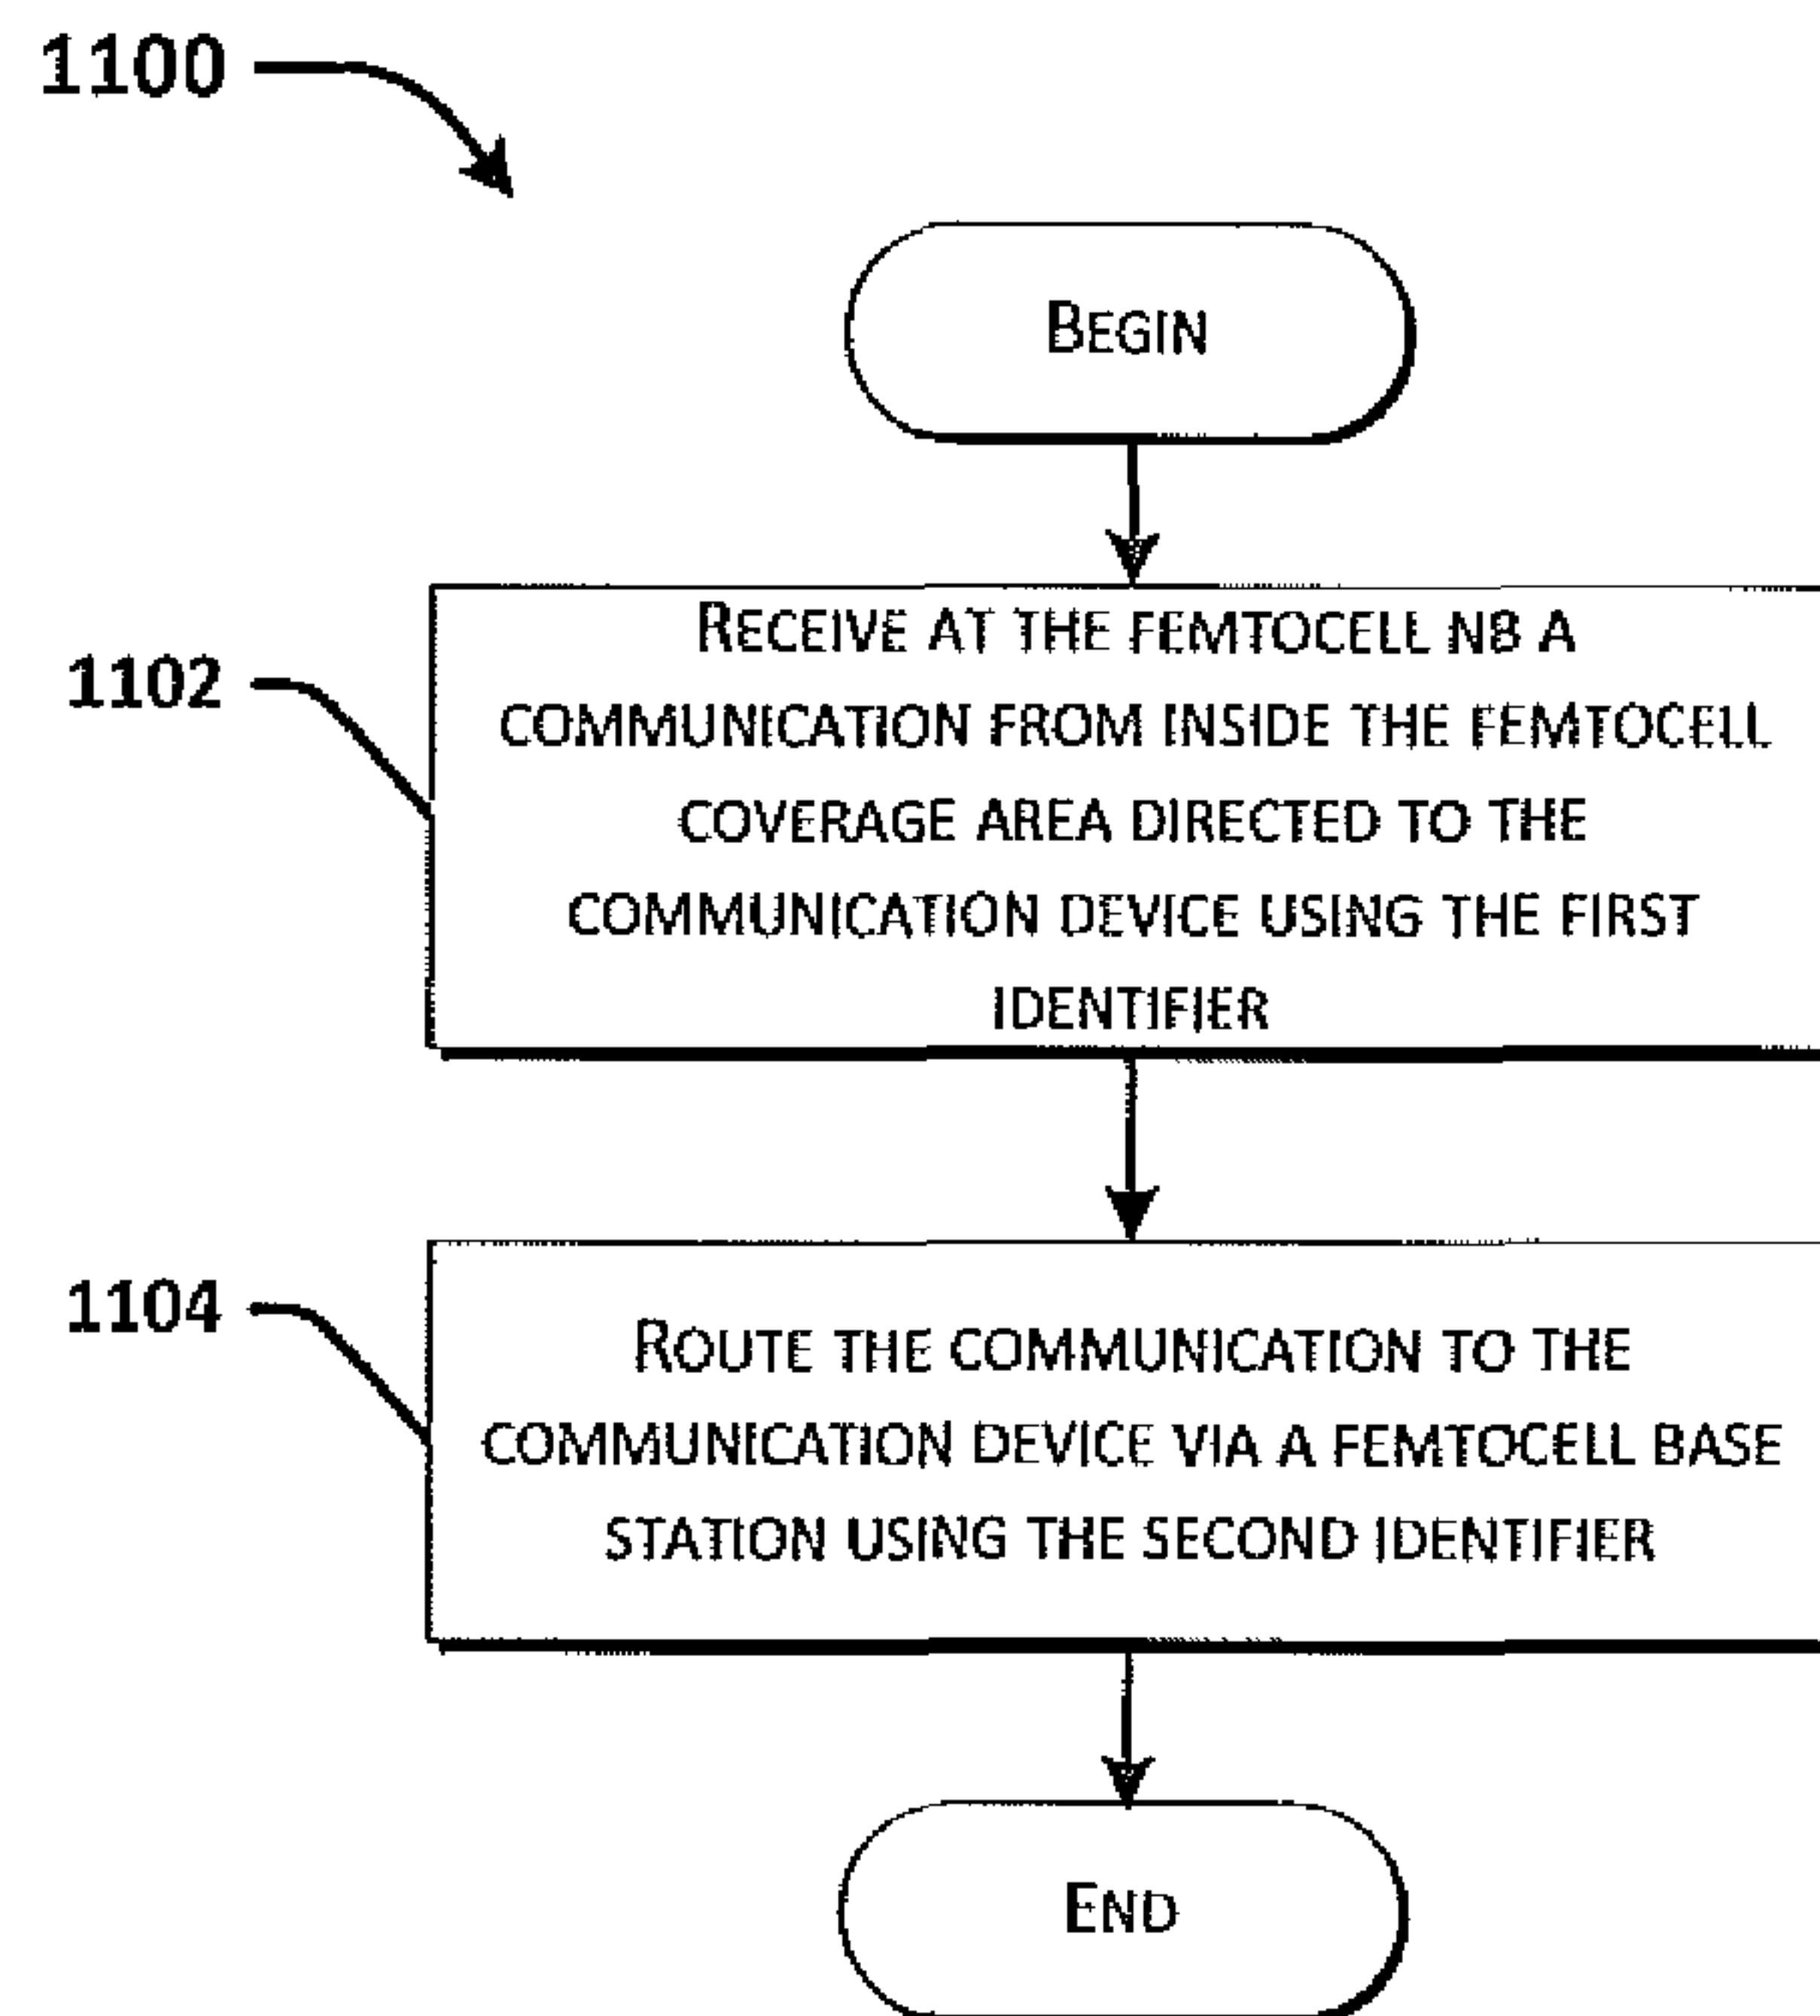 1100
BEGIN
1102
RECEIVE AT THE FEMTOCELL NB A
COMMUNICATION FROM INSIDE THE FEMTOCELL
COVERAGE AREA DIRECTED TO THE
COMMUNICATION DEVICE USING THE FIRST
IDENTIFIER
1104
ROUTE THE COMMUNICATION TO THE
COMMUNICATION DEVICE VIA A FEMTOCELL BASE
STATION USING THE SECOND IDENTIFIER
END